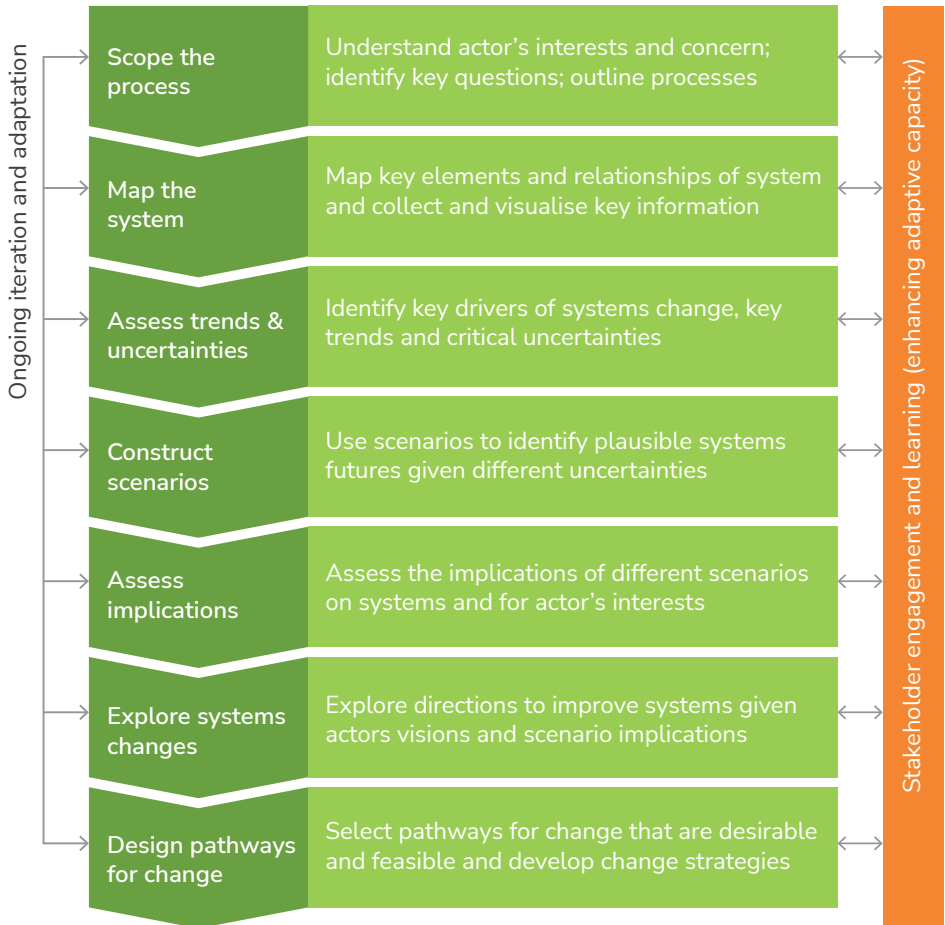 Ongoing iteration and adaptation
Scope the
process
Understand actor's interests and concern;
identify key questions; outline processes
Map the
system
Map key elements and relationships of system
and collect and visualise key information
Assess trends &
uncertainties
Identify key drivers of systems change, key
trends and critical uncertainties
Construct
scenarios
Use scenarios to identify plausible systems
futures given different uncertainties
Assess
implications
Assess the implications of different scenarios
on systems and for actor's interests
Explore systems
changes
Explore directions to improve systems given
actors visions and scenario implications
Design pathways
for change
Select pathways for change that are desirable
and feasible and develop change strategies
Stakeholder engagement and learning (enhancing adaptive capacity)